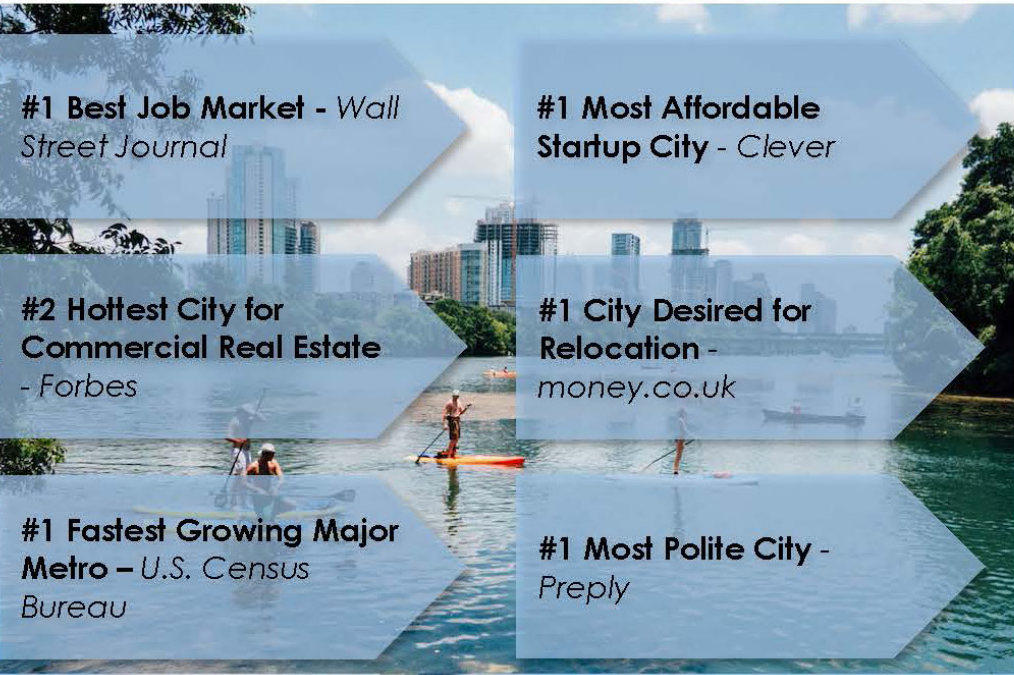 #1 Best Job Market - Wall
Street Journal
#1 Most Affordable
Startup City - Clever
#2 Hottest City for
Commercial Real Estate
- Forbes
#1 City Desired for
Relocation -
money.co.uk
#1 Fastest Growing Major
Metro – U.S. Census
Bureau
#1 Most Polite City -
Preply